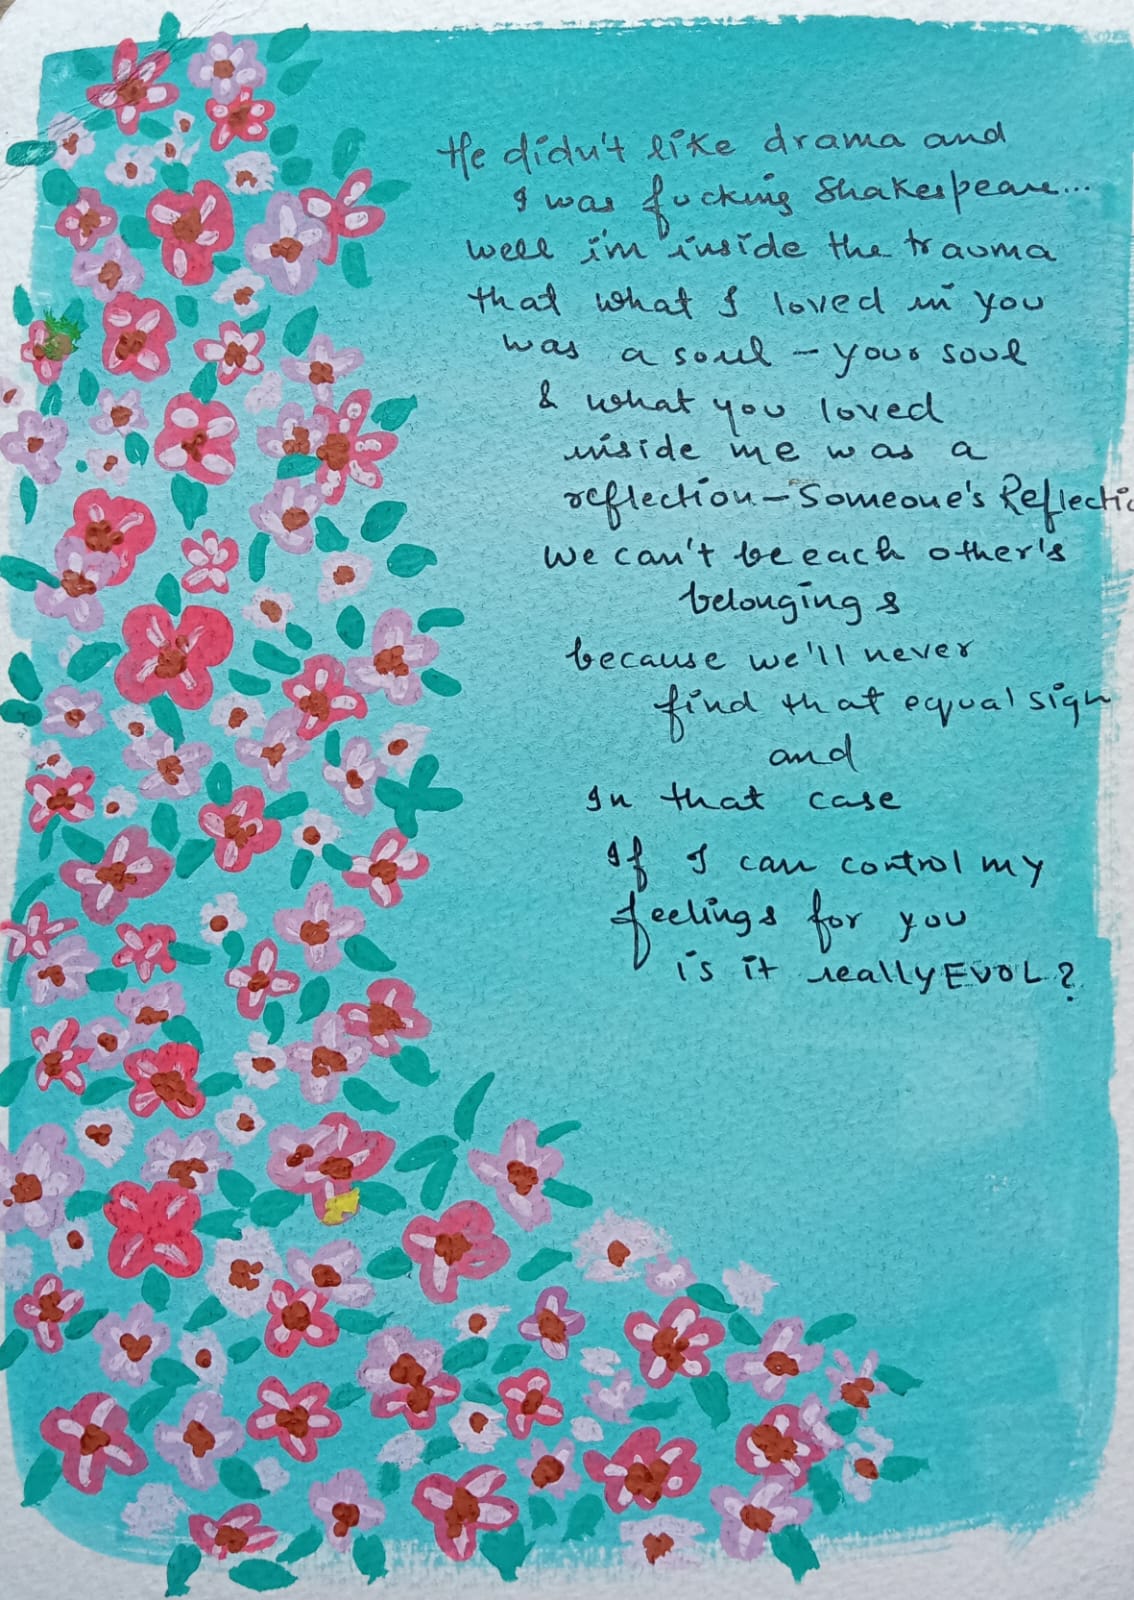 He didn't like drama and
I was fucking Shakespeare...
well i'm inside the trauma
that what I loved in you
was a soul – your soul
& what you loved
inside me was a
reflection – Someone's Reflectio
We can't be each other's
belongings
because we'll never
find that equal sign
and
In that case
If I can control my
feelings for you
is it really EVOL?